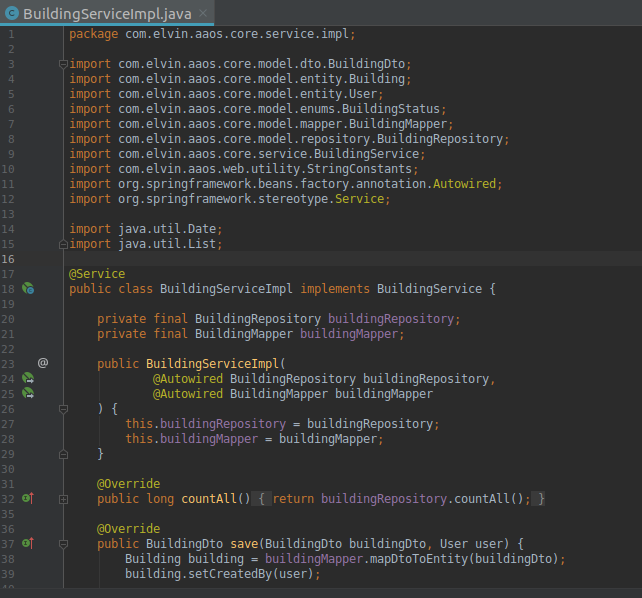 BuildingServiceImpl.java
1 package com.elvin.aaos.core.service.impl;
2
3 import com.elvin.aaos.core.model.dto.BuildingDto;
4 import com.elvin.aaos.core.model.entity.Building;
5 import com.elvin.aaos.core.model.entity.User;
6 import com.elvin.aaos.core.model.enums.BuildingStatus;
7 import com.elvin.aaos.core.model.mapper.BuildingMapper;
8 import com.elvin.aaos.core.model.repository.BuildingRepository;
9 import com.elvin.aaos.core.service.BuildingService;
10 import com.elvin.aaos.web.utility.StringConstants;
11 import org.springframework.beans.factory.annotation.Autowired;
12 import org.springframework.stereotype.Service;
13
14 import java.util.Date;
15 import java.util.List;
16
17 @Service
18 public class BuildingServiceImpl implements BuildingService {
19
20 private final BuildingRepository buildingRepository;
21 private final BuildingMapper buildingMapper;
22
23 @ public BuildingServiceImpl(
24 @Autowired BuildingRepository buildingRepository,
25 @Autowired BuildingMapper buildingMapper
26 ) {
27 this.buildingRepository = buildingRepository;
28 this.buildingMapper = buildingMapper;
29 }
30
31 @Override
32 public long countAll() { return buildingRepository.countAll(); }
35
36 @Override
37 public BuildingDto save(BuildingDto buildingDto, User user) {
38 Building building = buildingMapper.mapDtoToEntity(buildingDto);
39 building.setCreatedBy(user);